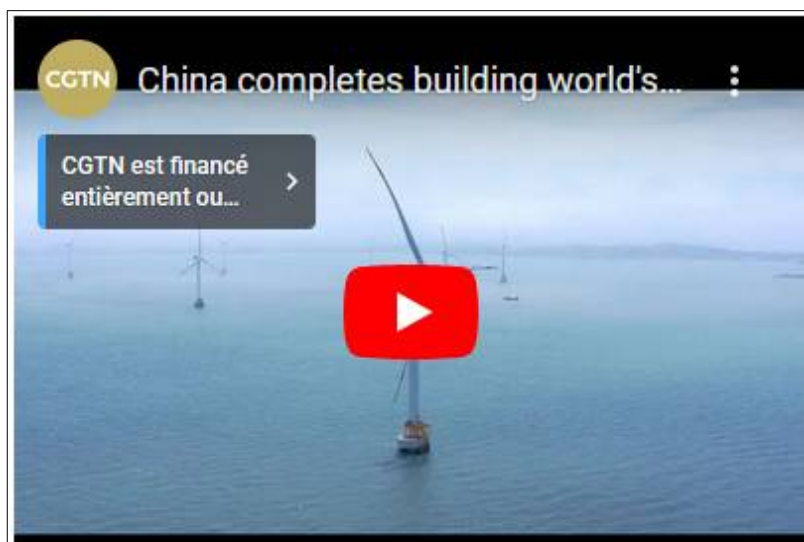 CGTN
China completes building world's...
CGTN est financé
entièrement ou...